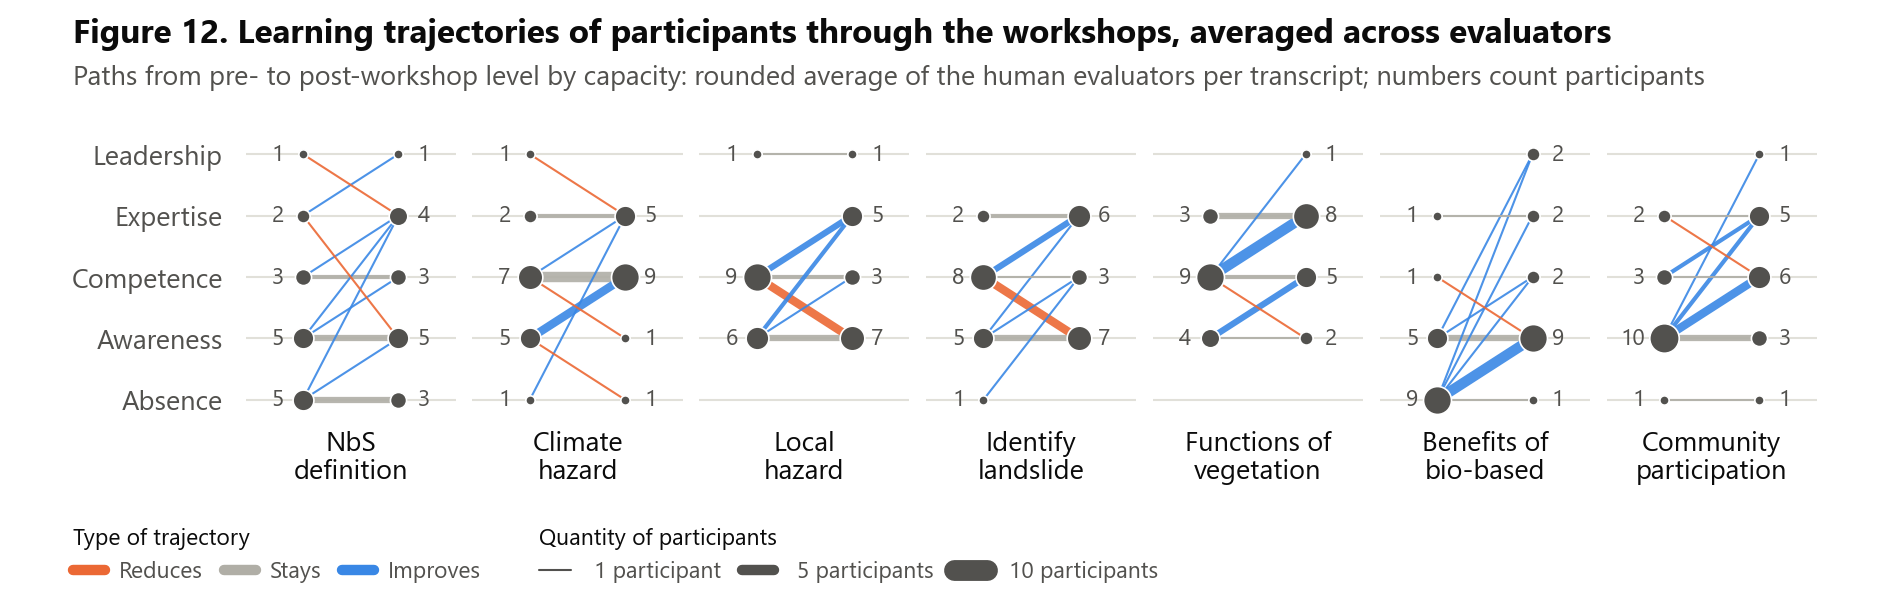 Figure 12. Learning trajectories of participants through the workshops, averaged across evaluators
Paths from pre- to post-workshop level by capacity: rounded average of the human evaluators per transcript; numbers count participants
Leadership 1 1 1 1 1 1 2 1
Expertise 2 4 2 5 5 2 6 3 8 1 2 2 5
Competence 3 3 7 9 9 3 8 3 9 5 1 2 3 6
Awareness 5 5 5 1 6 7 5 7 4 2 5 9 10 3
Absence 5 3 1 1 1 9 1 1 1
NbS definition
Climate hazard
Local hazard
Identify landslide
Functions of vegetation
Benefits of bio-based
Community participation
Type of trajectory
Reduces Stays Improves
Quantity of participants
1 participant 5 participants 10 participants